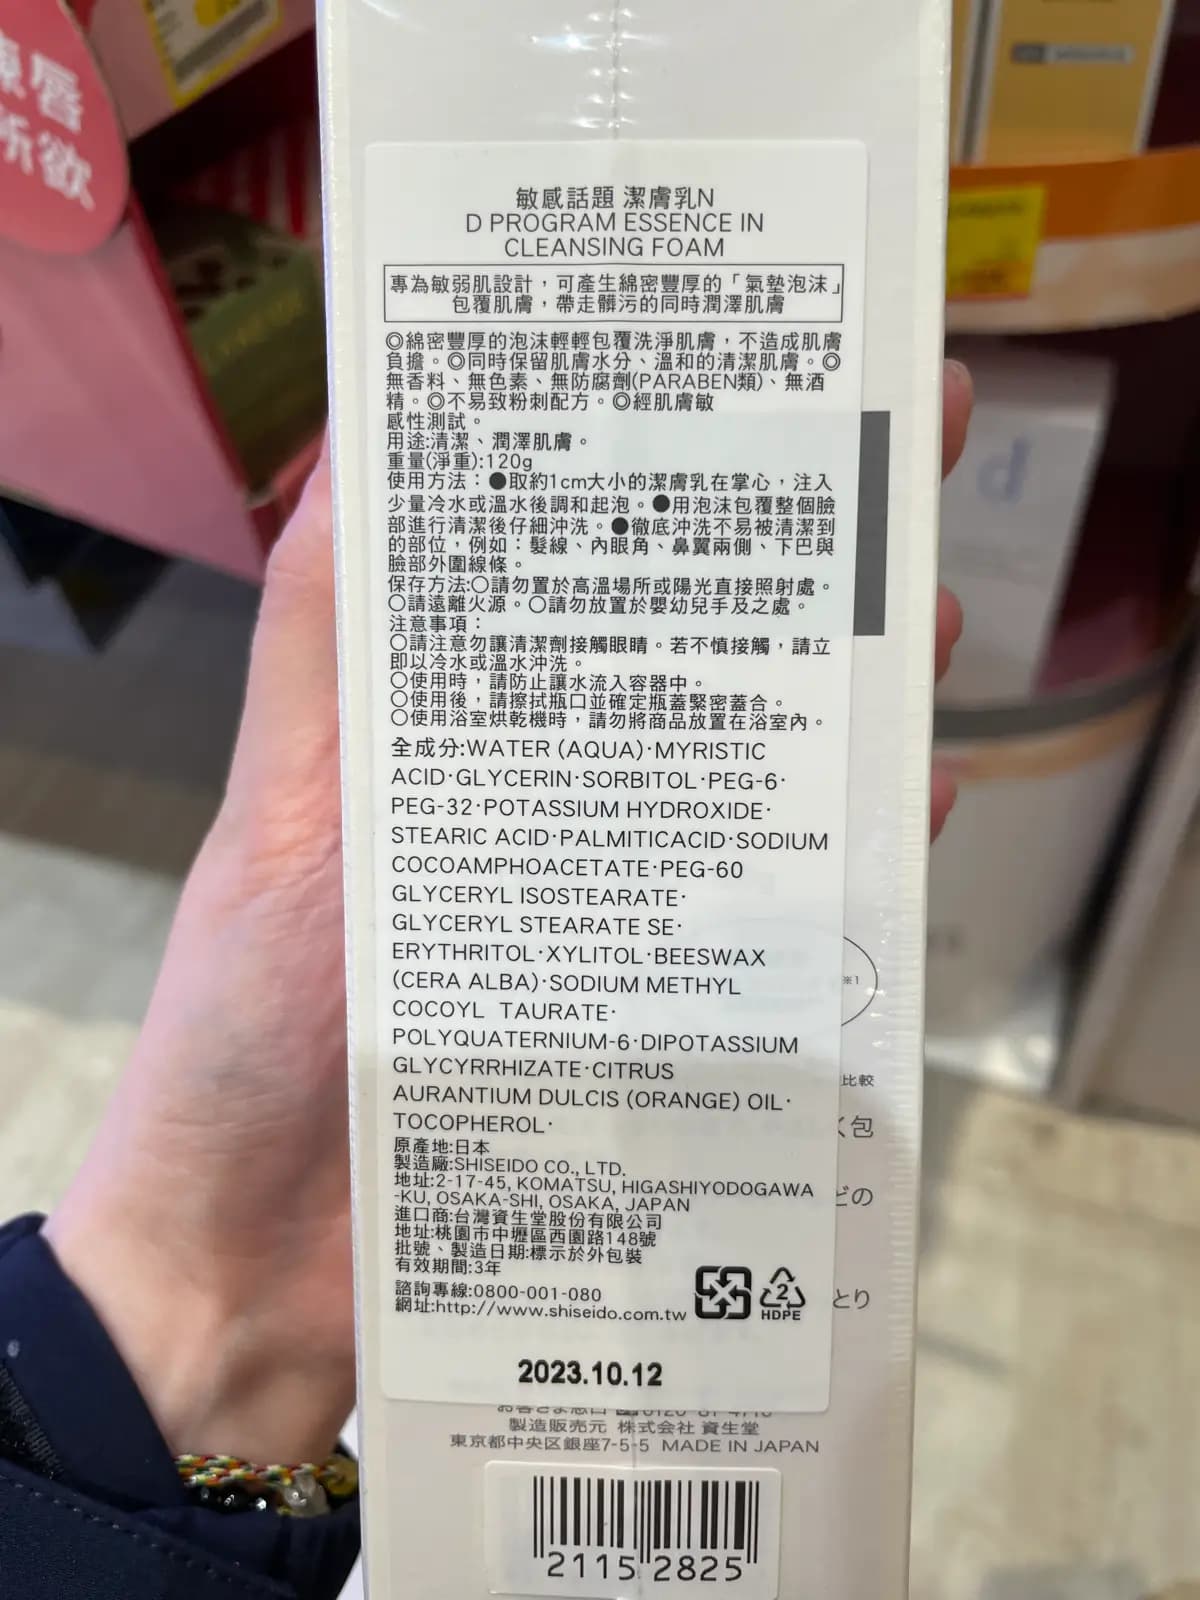 唇
所欲
敏感話題 潔膚乳N
D PROGRAM ESSENCE IN
CLEANSING FOAM
專為敏弱肌設計，可產生綿密豐厚的「氣墊泡沫」
包覆肌膚，帶走髒污的同時潤澤肌膚
◎綿密豐厚的泡沫輕輕包覆洗淨肌膚，不造成肌膚
負擔。◎同時保留肌膚水分、溫和的清潔肌膚。◎
無香料、無色素、無防腐劑(PARABEN類)、無酒
精。◎不易致粉刺配方。◎經肌膚敏
感性測試。
用途:清潔、潤澤肌膚。
重量(淨重):120g
使用方法：●取約1cm大小的潔膚乳在掌心，注入
少量冷水或溫水後調和起泡。●用泡沫包覆整個臉
部進行清潔後仔細沖洗。●徹底沖洗不易被清潔到
的部位，例如：髮線、內眼角、鼻翼兩側、下巴與
臉部外圍線條。
保存方法:○請勿置於高溫場所或陽光直接照射處。
○請遠離火源。○請勿放置於嬰幼兒手及之處。
注意事項：
○請注意勿讓清潔劑接觸眼睛。若不慎接觸，請立
即以冷水或溫水沖洗。
○使用時，請防止讓水流入容器中。
○使用後，請擦拭瓶口並確定瓶蓋緊密蓋合。
○使用浴室烘乾機時，請勿將商品放置在浴室內。
全成分:WATER (AQUA)·MYRISTIC
ACID·GLYCERIN·SORBITOL·PEG-6·
PEG-32·POTASSIUM HYDROXIDE·
STEARIC ACID·PALMITICACID·SODIUM
COCOAMPHOACETATE·PEG-60
GLYCERYL ISOSTEARATE·
GLYCERYL STEARATE SE·
ERYTHRITOL·XYLITOL·BEESWAX
(CERA ALBA)·SODIUM METHYL
COCOYL TAURATE·
POLYQUATERNIUM-6·DIPOTASSIUM
GLYCYRRHIZATE·CITRUS
AURANTIUM DULCIS (ORANGE) OIL·
TOCOPHEROL·
※1
比較
く包
どの
とり
原產地:日本
製造廠:SHISEIDO CO., LTD.
地址:2-17-45, KOMATSU, HIGASHIYODOGAWA
-KU, OSAKA-SHI, OSAKA, JAPAN
進口商:台灣資生堂股份有限公司
地址:桃園市中壢區西園路148號
批號、製造日期:標示於外包裝
有效期間:3年
諮詢專線:0800-001-080
網址:http://www.shiseido.com.tw
2
HDPE
2023.10.12
製造販売元 株式会社 資生堂
東京都中央区銀座7-5-5 MADE IN JAPAN
2115 2825